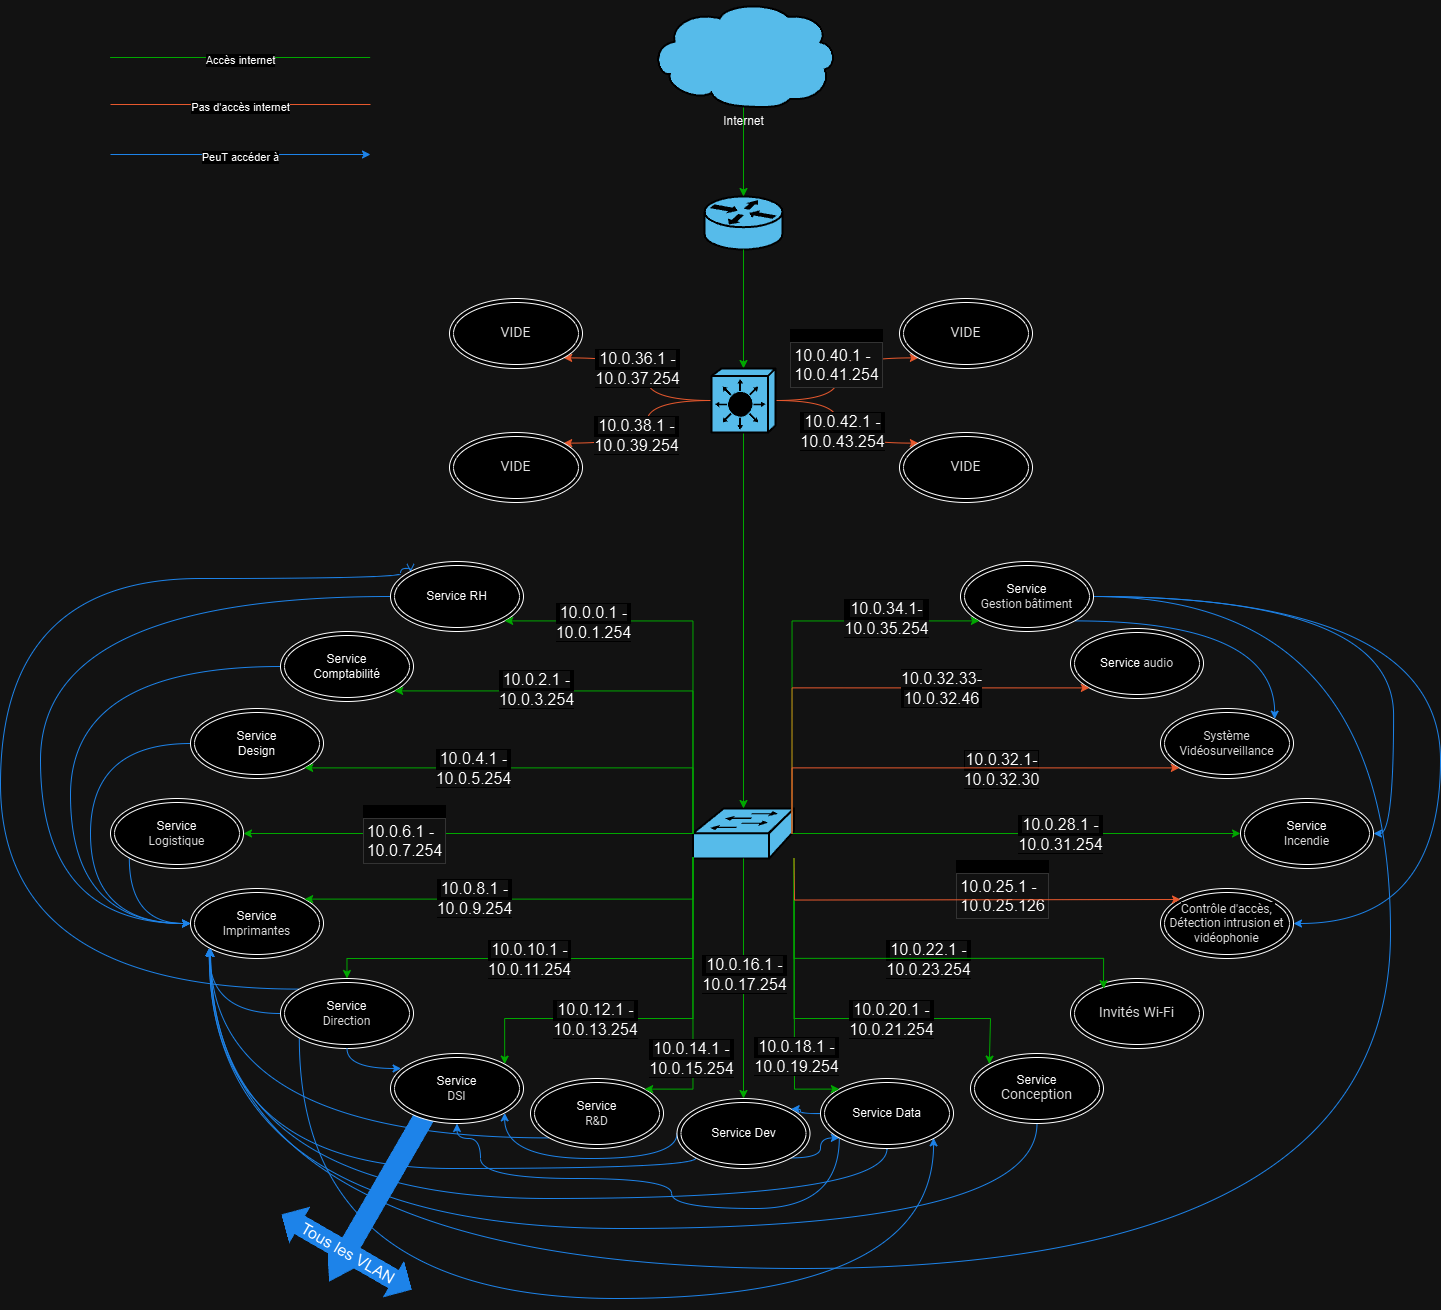 Accès internet
Pas d'accès internet
PeuT accéder à
Internet
VIDE
10.0.36.1 -
10.0.37.254
10.0.40.1 -
10.0.41.254
VIDE
10.0.38.1 -
10.0.39.254
10.0.42.1 -
10.0.43.254
VIDE
VIDE
Service RH
10.0.0.1 -
10.0.1.254
10.0.34.1-
10.0.35.254
Service
Gestion bâtiment
Service
Comptabilité
10.0.2.1 -
10.0.3.254
10.0.32.33-
10.0.32.46
Service audio
Service
Design
10.0.4.1 -
10.0.5.254
10.0.32.1-
10.0.32.30
Système
Vidéosurveillance
Service
Logistique
10.0.6.1 -
10.0.7.254
10.0.28.1 -
10.0.31.254
Service
Incendie
Service
Imprimantes
10.0.8.1 -
10.0.9.254
10.0.25.1 -
10.0.25.126
Contrôle d'accès,
Détection intrusion et
vidéophonie
10.0.10.1 -
10.0.11.254
10.0.16.1 -
10.0.17.254
10.0.22.1 -
10.0.23.254
Service
Direction
10.0.12.1 -
10.0.13.254
10.0.20.1 -
10.0.21.254
Invités Wi-Fi
10.0.14.1 -
10.0.15.254
10.0.18.1 -
10.0.19.254
Service
DSI
Service
R&D
Service Dev
Service Data
Service
Conception
Tous les VLAN